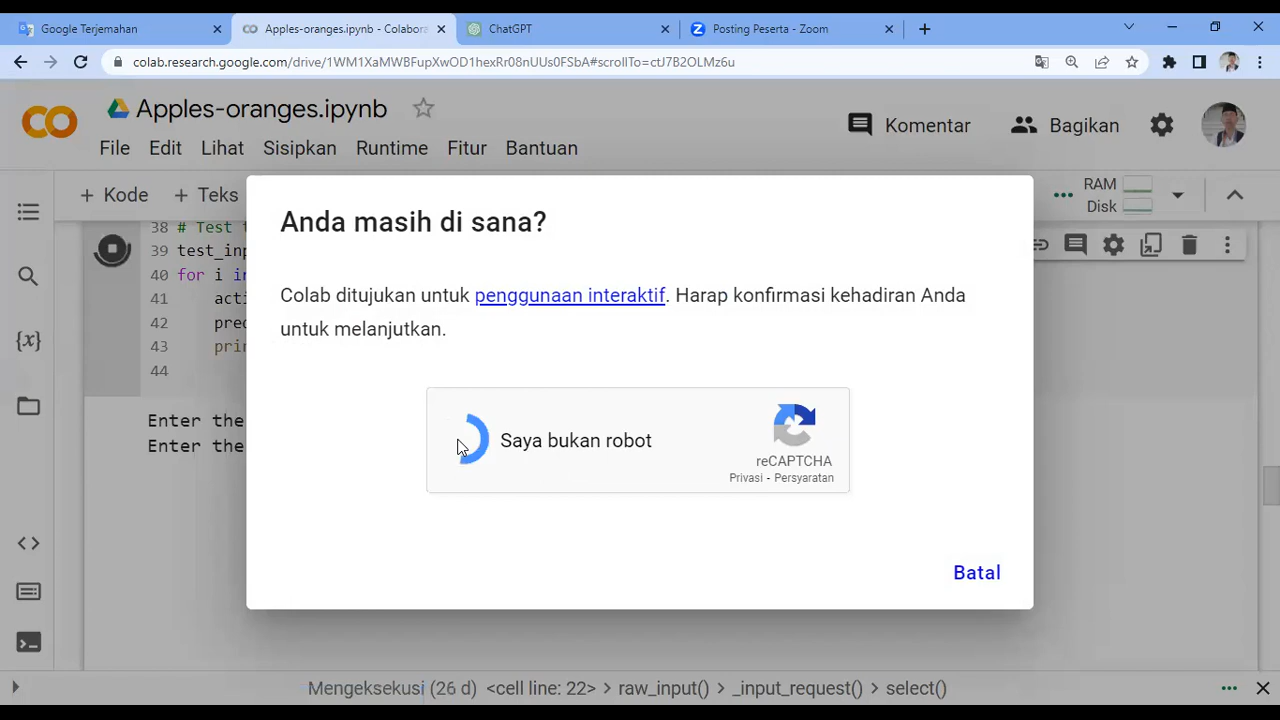 Google Terjemahan
Apples-oranges.ipynb - Colabora
ChatGPT
Posting Peserta - Zoom
colab.research.google.com/drive/1WM1XaMWBFupXwOD1hexRr08nUUs0FSbA#scrollTo=ctJ7B2OLMz6u
Apples-oranges.ipynb
Komentar
Bagikan
File Edit Lihat Sisipkan Runtime Fitur Bantuan
+ Kode + Teks
RAM
Disk
38 # Test t
39 test_inp
40 for i in
41 acti
42 pred
43 prin
44
Enter the
Enter the
Anda masih di sana?
Colab ditujukan untuk penggunaan interaktif. Harap konfirmasi kehadiran Anda
untuk melanjutkan.
Saya bukan robot
reCAPTCHA
Privasi - Persyaratan
Batal
Mengeksekusi (26 d) <cell line: 22> > raw_input() > _input_request() > select()